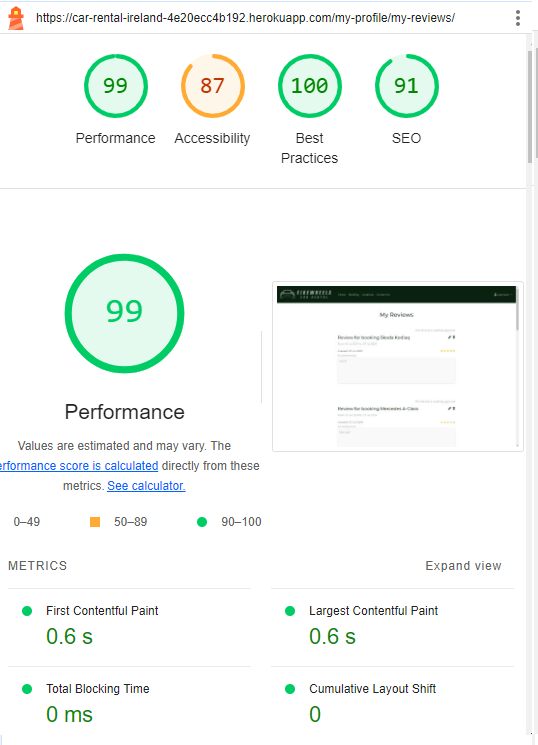 https://car-rental-ireland-4e20ecc4b192.herokuapp.com/my-profile/my-reviews/
99 87 100 91
Performance Accessibility Best Practices SEO
99
Performance
Values are estimated and may vary. The
erformance score is calculated directly from these
metrics. See calculator.
My Reviews
Review for booking Skoda Kodiaq
Review for booking Mercedes A-Class
0–49 50–89 90–100
METRICS Expand view
First Contentful Paint
0.6 s
Largest Contentful Paint
0.6 s
Total Blocking Time
0 ms
Cumulative Layout Shift
0